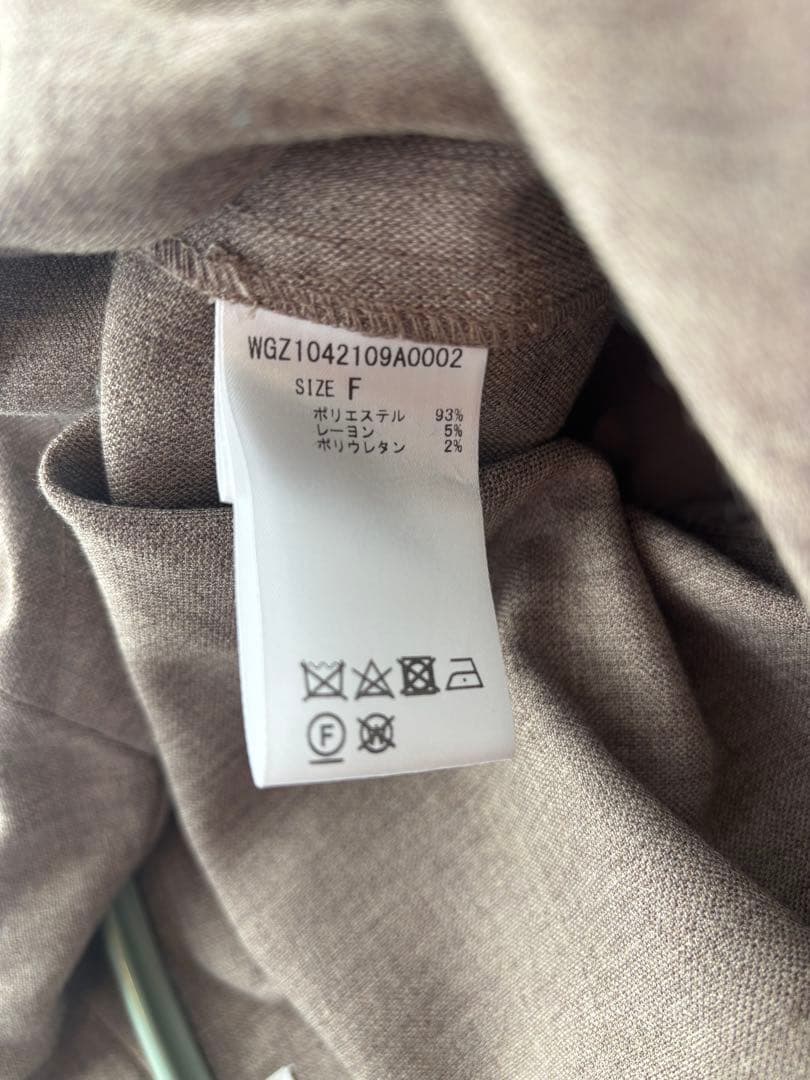 WGZ1042109A0002
SIZE F
ポリエステル 93%
レーヨン 5%
ポリウレタン 2%
F W